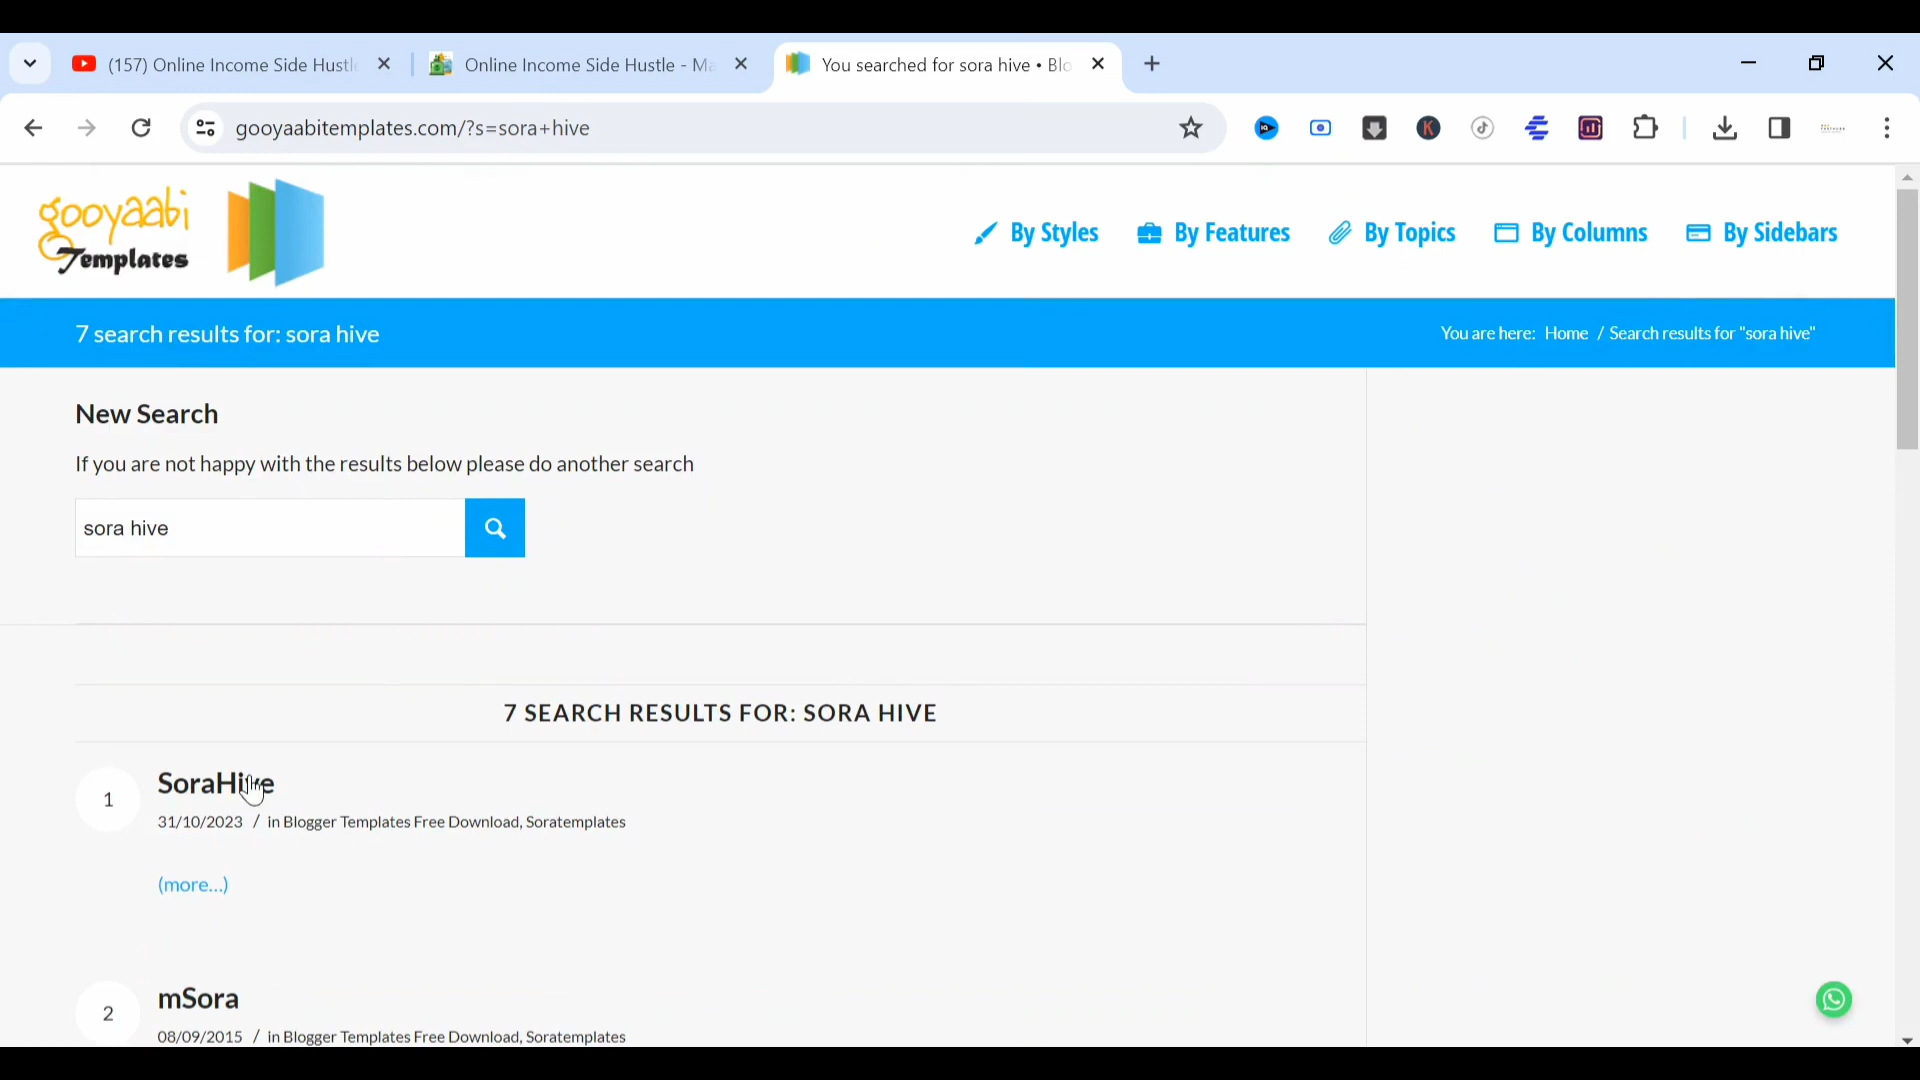 (157) Online Income Side Hustle
Online Income Side Hustle - Ma
You searched for sora hive • Blo
gooyaabitemplates.com/?s=sora+hive
gooyaabi
Templates
By Styles
By Features
By Topics
By Columns
By Sidebars
7 search results for: sora hive
You are here: Home / Search results for "sora hive"
New Search
If you are not happy with the results below please do another search
sora hive
7 SEARCH RESULTS FOR: SORA HIVE
1
SoraHive
31/10/2023 / in Blogger Templates Free Download, Soratemplates
(more...)
2
mSora
08/09/2015 / in Blogger Templates Free Download, Soratemplates